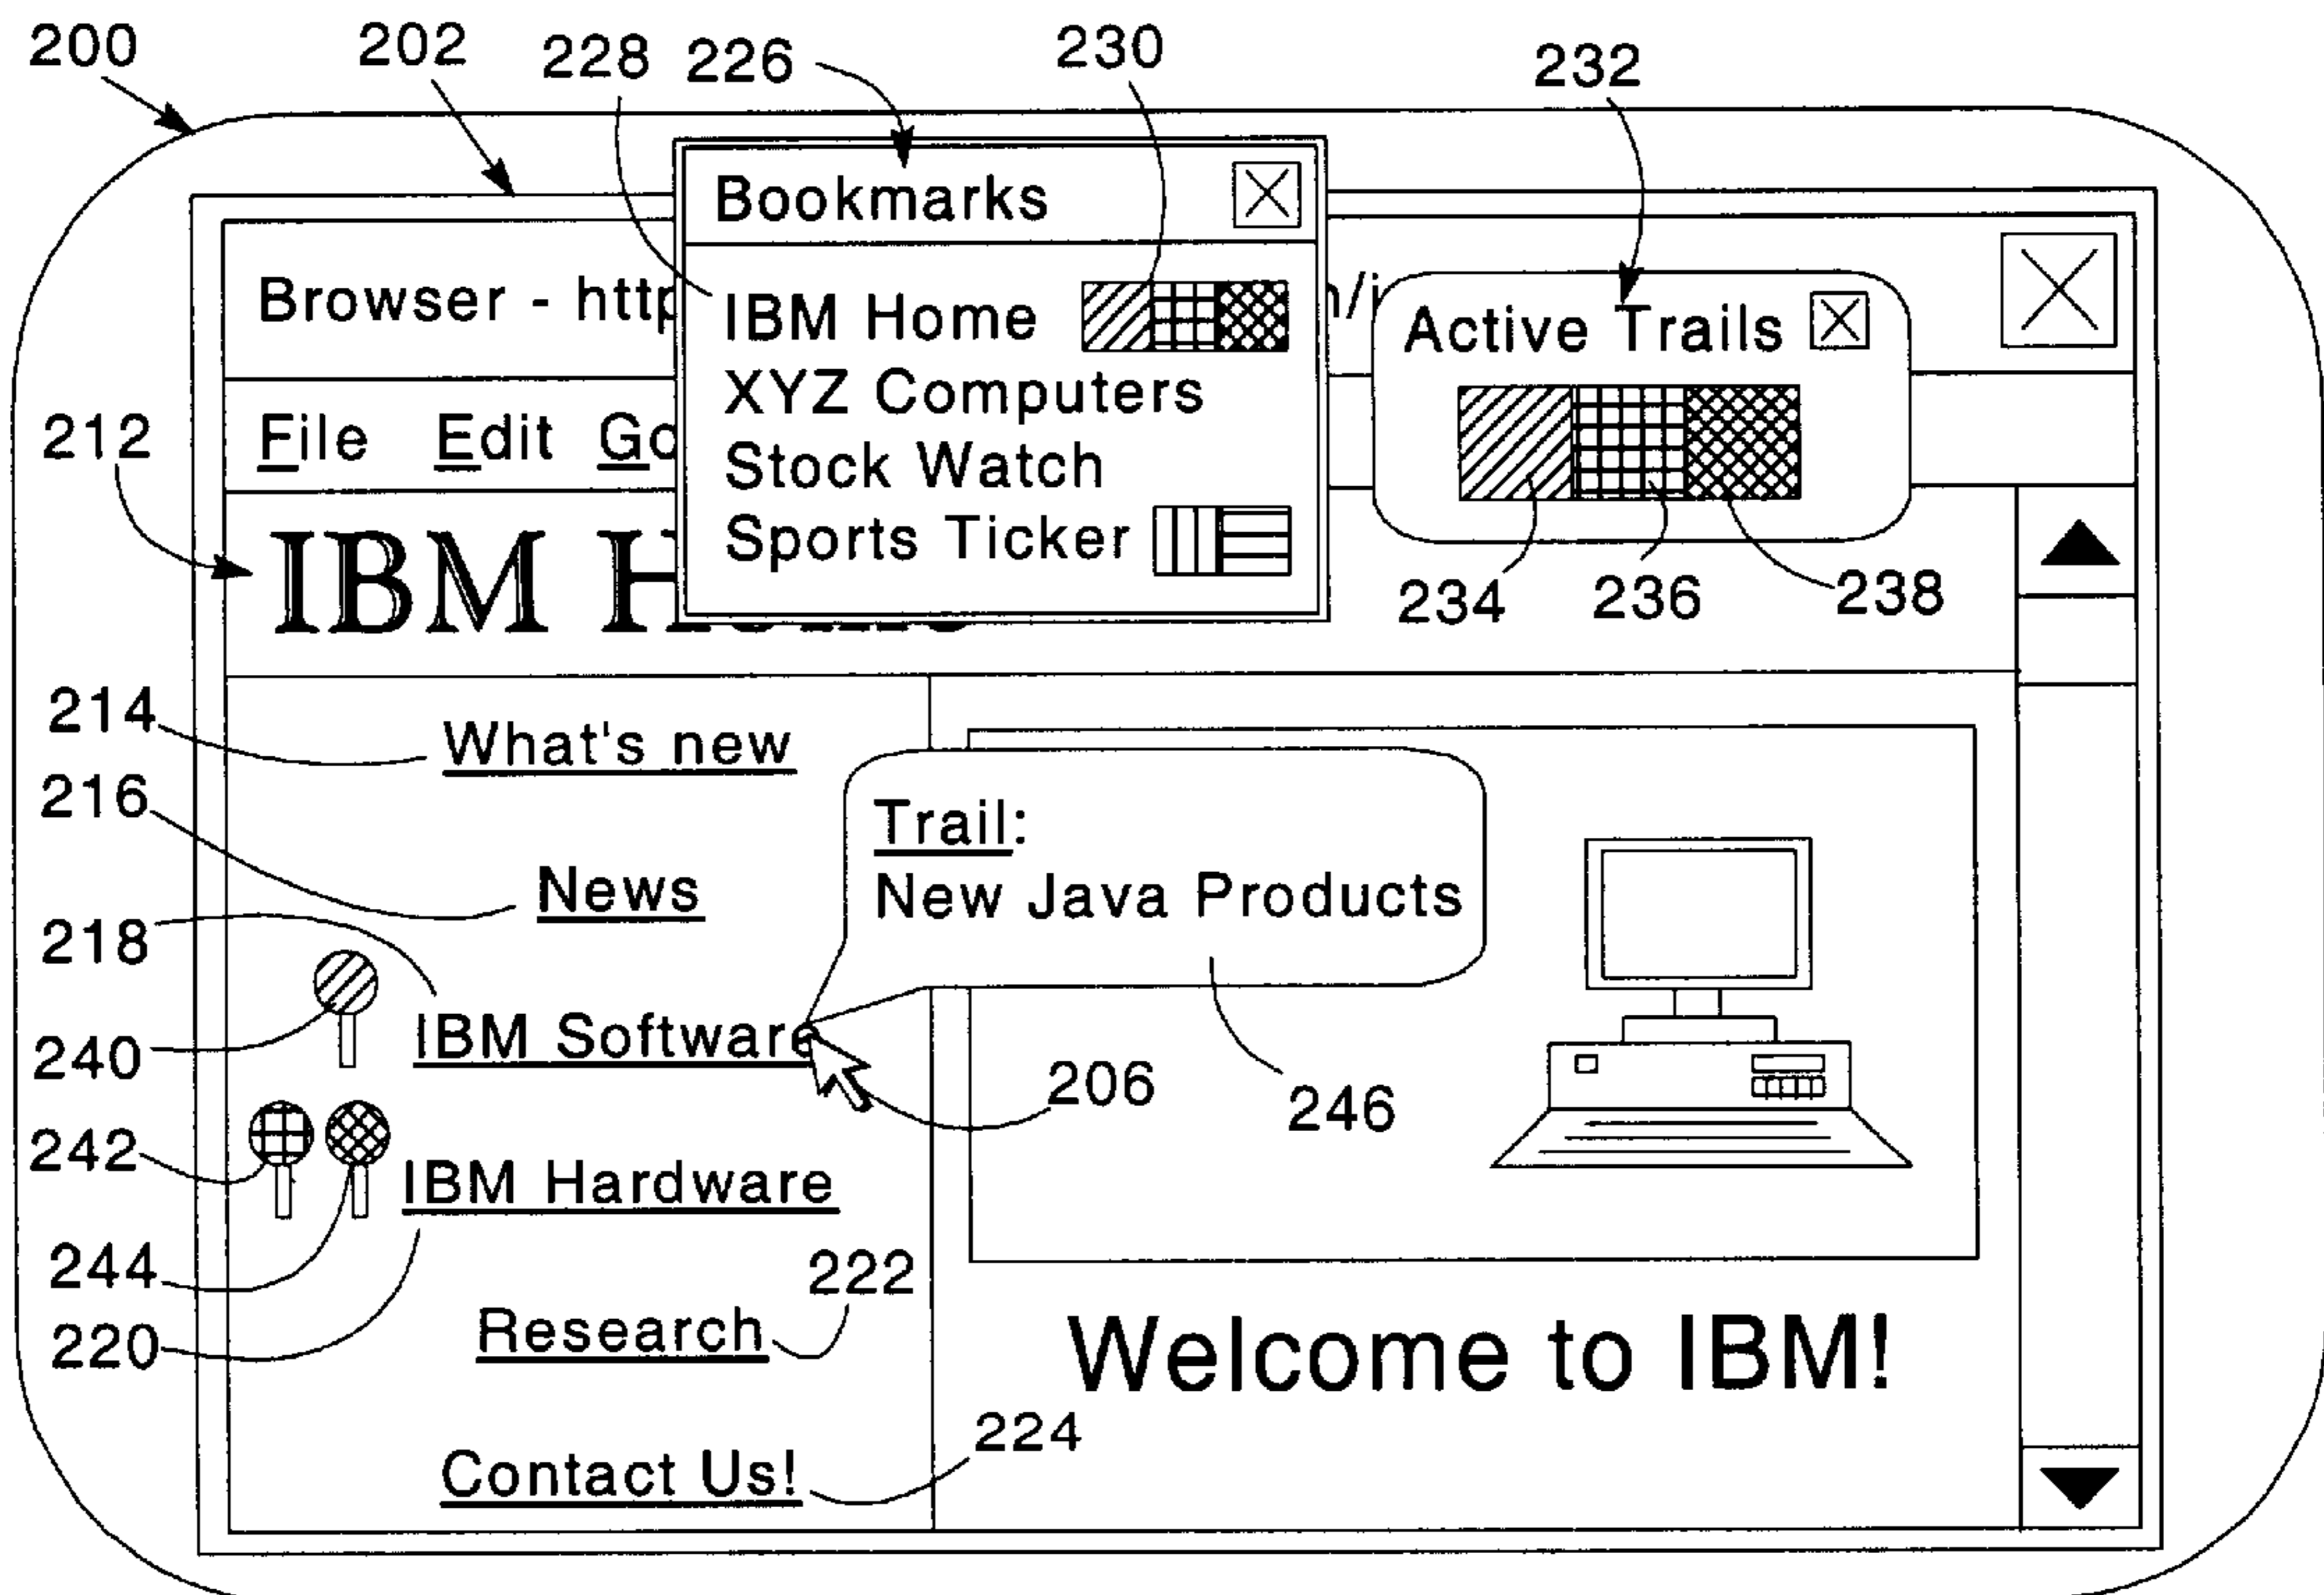 200 202 228 226 230 232
Bookmarks
Browser - http
IBM Home
Active Trails
XYZ Computers
212
File Edit Go
Stock Watch
Sports Ticker
IBM
234 236 238
214
What's new
216
Trail:
News
New Java Products
218
IBM Software
240
206 246
242
IBM Hardware
244
222
220
Research
Welcome to IBM!
224
Contact Us!